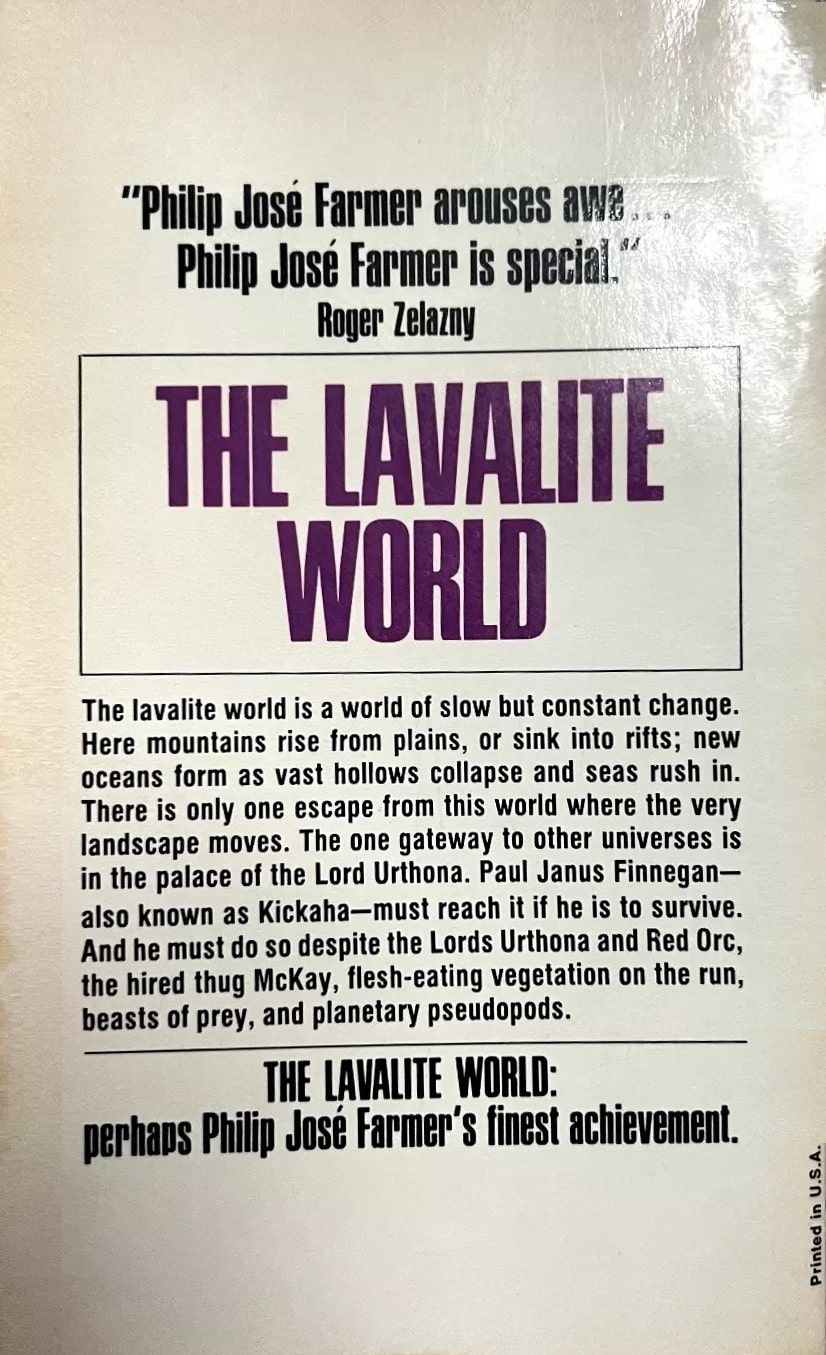 "Philip José Farmer arouses awe...
Philip José Farmer is special."
Roger Zelazny
THE LAVALITE
WORLD
The lavalite world is a world of slow but constant change.
Here mountains rise from plains, or sink into rifts; new
oceans form as vast hollows collapse and seas rush in.
There is only one escape from this world where the very
landscape moves. The one gateway to other universes is
in the palace of the Lord Urthona. Paul Janus Finnegan—
also known as Kickaha—must reach it if he is to survive.
And he must do so despite the Lords Urthona and Red Orc,
the hired thug McKay, flesh-eating vegetation on the run,
beasts of prey, and planetary pseudopods.
THE LAVALITE WORLD:
perhaps Philip José Farmer's finest achievement.
Printed in U.S.A.